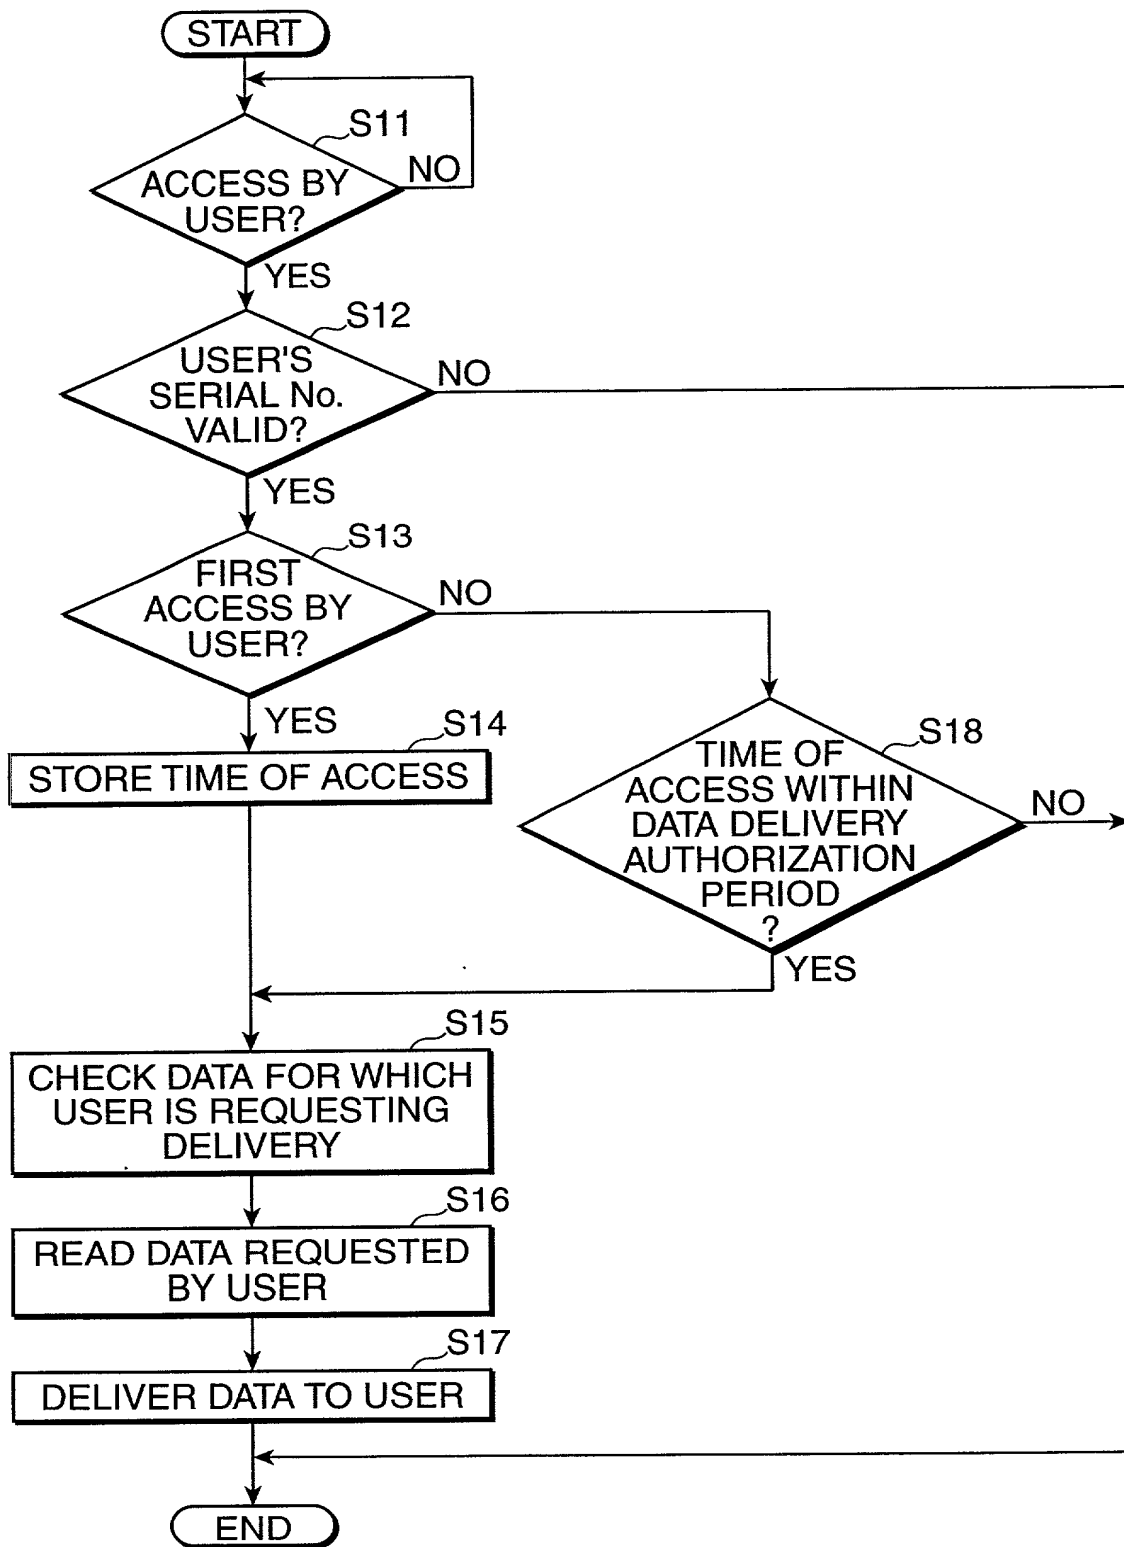 START
S11
ACCESS BY
USER?
NO
YES
S12
USER'S
SERIAL No.
VALID?
NO
YES
S13
FIRST
ACCESS BY
USER?
NO
YES
S14
STORE TIME OF ACCESS
S18
TIME OF
ACCESS WITHIN
DATA DELIVERY
AUTHORIZATION
PERIOD
?
NO
YES
S15
CHECK DATA FOR WHICH
USER IS REQUESTING
DELIVERY
S16
READ DATA REQUESTED
BY USER
S17
DELIVER DATA TO USER
END